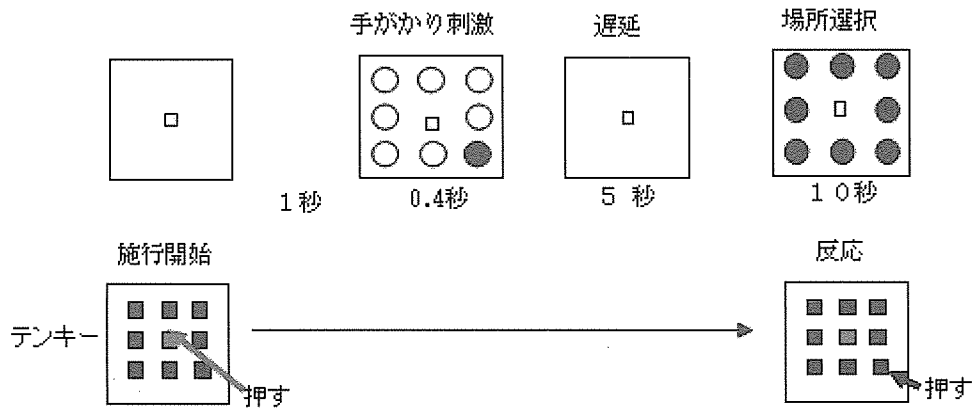 手がかり刺激
遅延
場所選択
1秒
0.4秒
5 秒
10秒
施行開始
反応
テンキー
押す
押す